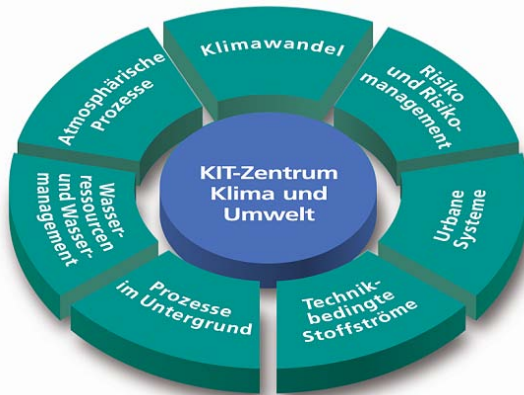 Klimawandel
Risiko
und Risiko-
management
Urbane
Systeme
Technik-
bedingte
Stoffströme
Prozesse
im Untergrund
Wasser-
ressourcen
und Wasser-
management
Atmosphärische
Prozesse
KIT-Zentrum
Klima und
Umwelt